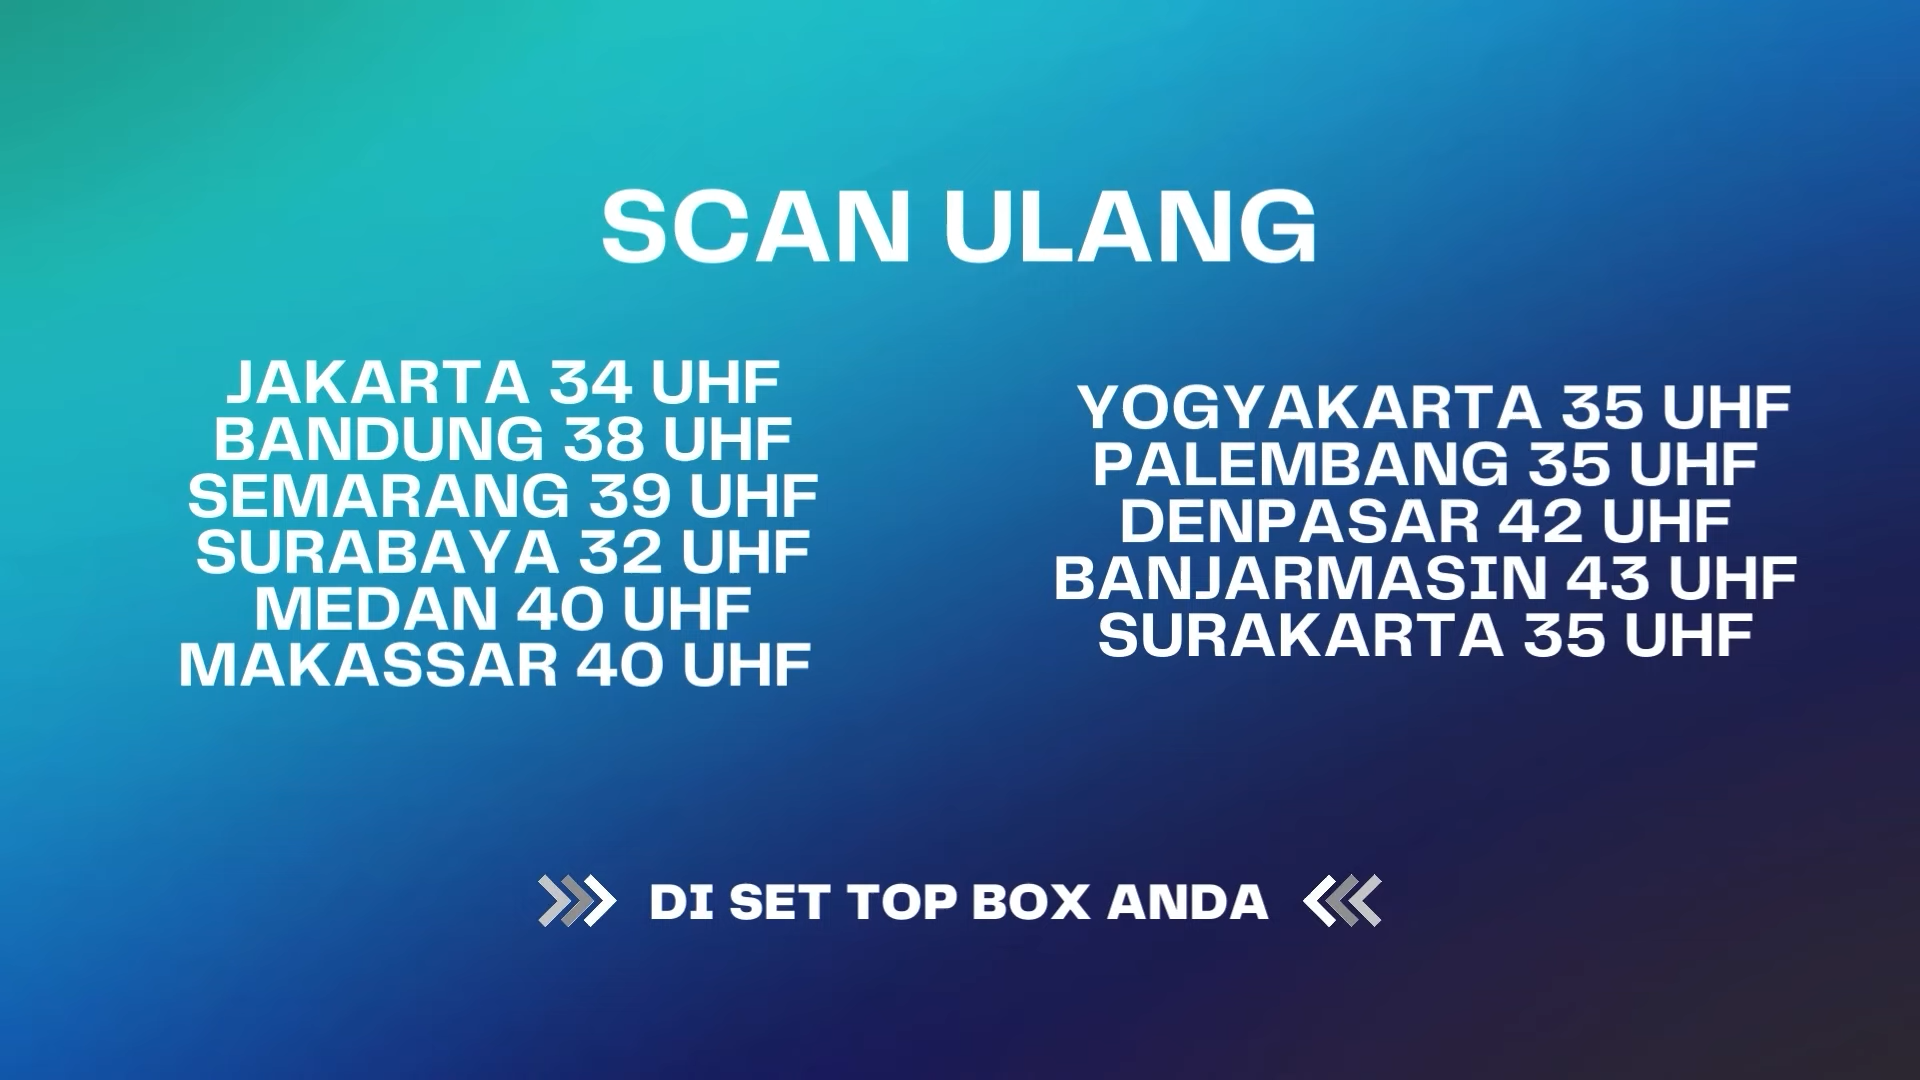 SCAN ULANG
JAKARTA 34 UHF
BANDUNG 38 UHF
SEMARANG 39 UHF
SURABAYA 32 UHF
MEDAN 40 UHF
MAKASSAR 40 UHF
YOGYAKARTA 35 UHF
PALEMBANG 35 UHF
DENPASAR 42 UHF
BANJARMASIN 43 UHF
SURAKARTA 35 UHF
DI SET TOP BOX ANDA